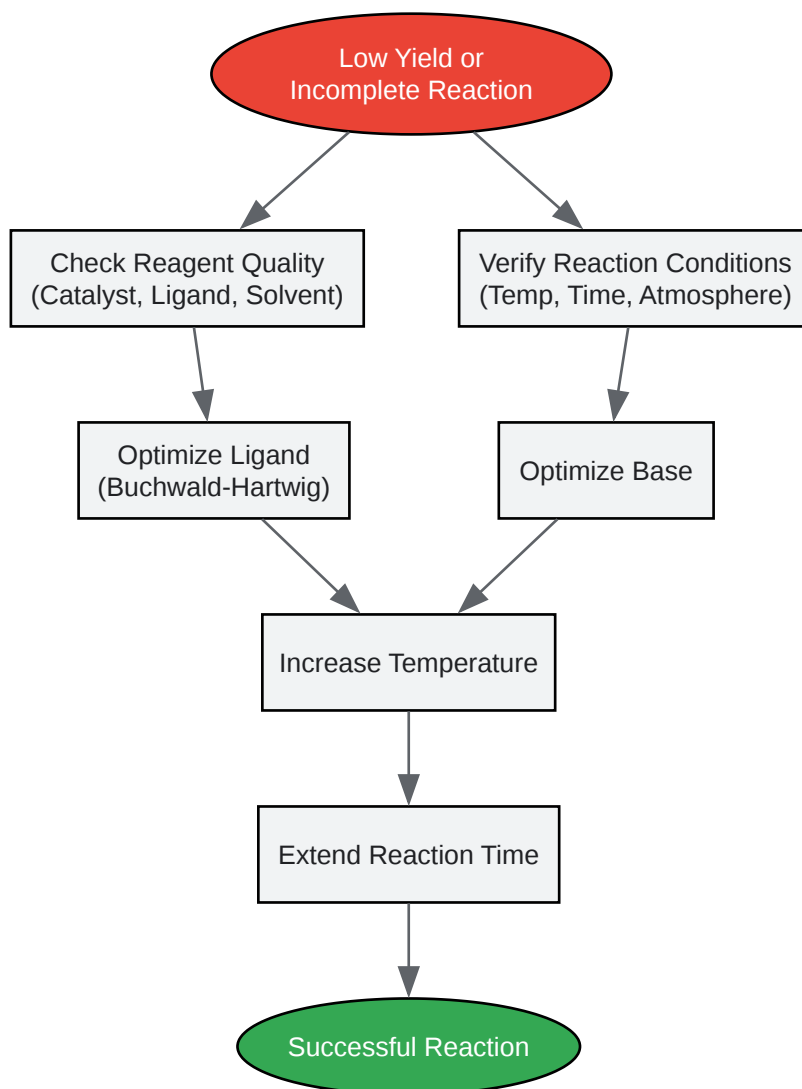 Low Yield or
Incomplete Reaction
Check Reagent Quality
(Catalyst, Ligand, Solvent)
Verify Reaction Conditions
(Temp, Time, Atmosphere)
Optimize Ligand
(Buchwald-Hartwig)
Optimize Base
Increase Temperature
Extend Reaction Time
Successful Reaction